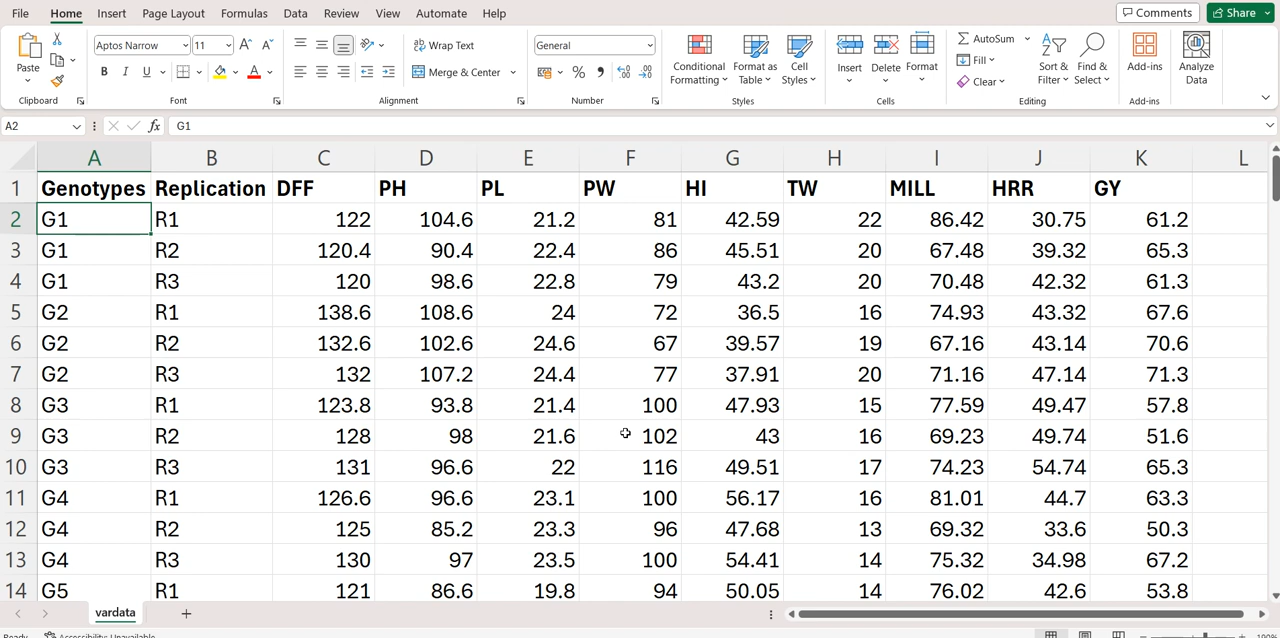 File Home Insert Page Layout Formulas Data Review View Automate Help Comments Share
Aptos Narrow 11 A^ A˅ Wrap Text General AutoSum
Paste B I U A Merge & Center % 9 Conditional Formatting Format as Table Cell Styles Insert Delete Format Fill Clear Sort & Filter Find & Select Add-ins Analyze Data
Clipboard Font Alignment Number Styles Cells Editing Add-ins
A2 fx G1
A B C D E F G H I J K L
1 Genotypes Replication DFF PH PL PW HI TW MILL HRR GY
2 G1 R1 122 104.6 21.2 81 42.59 22 86.42 30.75 61.2
3 G1 R2 120.4 90.4 22.4 86 45.51 20 67.48 39.32 65.3
4 G1 R3 120 98.6 22.8 79 43.2 20 70.48 42.32 61.3
5 G2 R1 138.6 108.6 24 72 36.5 16 74.93 43.32 67.6
6 G2 R2 132.6 102.6 24.6 67 39.57 19 67.16 43.14 70.6
7 G2 R3 132 107.2 24.4 77 37.91 20 71.16 47.14 71.3
8 G3 R1 123.8 93.8 21.4 100 47.93 15 77.59 49.47 57.8
9 G3 R2 128 98 21.6 102 43 16 69.23 49.74 51.6
10 G3 R3 131 96.6 22 116 49.51 17 74.23 54.74 65.3
11 G4 R1 126.6 96.6 23.1 100 56.17 16 81.01 44.7 63.3
12 G4 R2 125 85.2 23.3 96 47.68 13 69.32 33.6 50.3
13 G4 R3 130 97 23.5 100 54.41 14 75.32 34.98 67.2
14 G5 R1 121 86.6 19.8 94 50.05 14 76.02 42.6 53.8
vardata
Ready Accessibility: Unavailable 100%